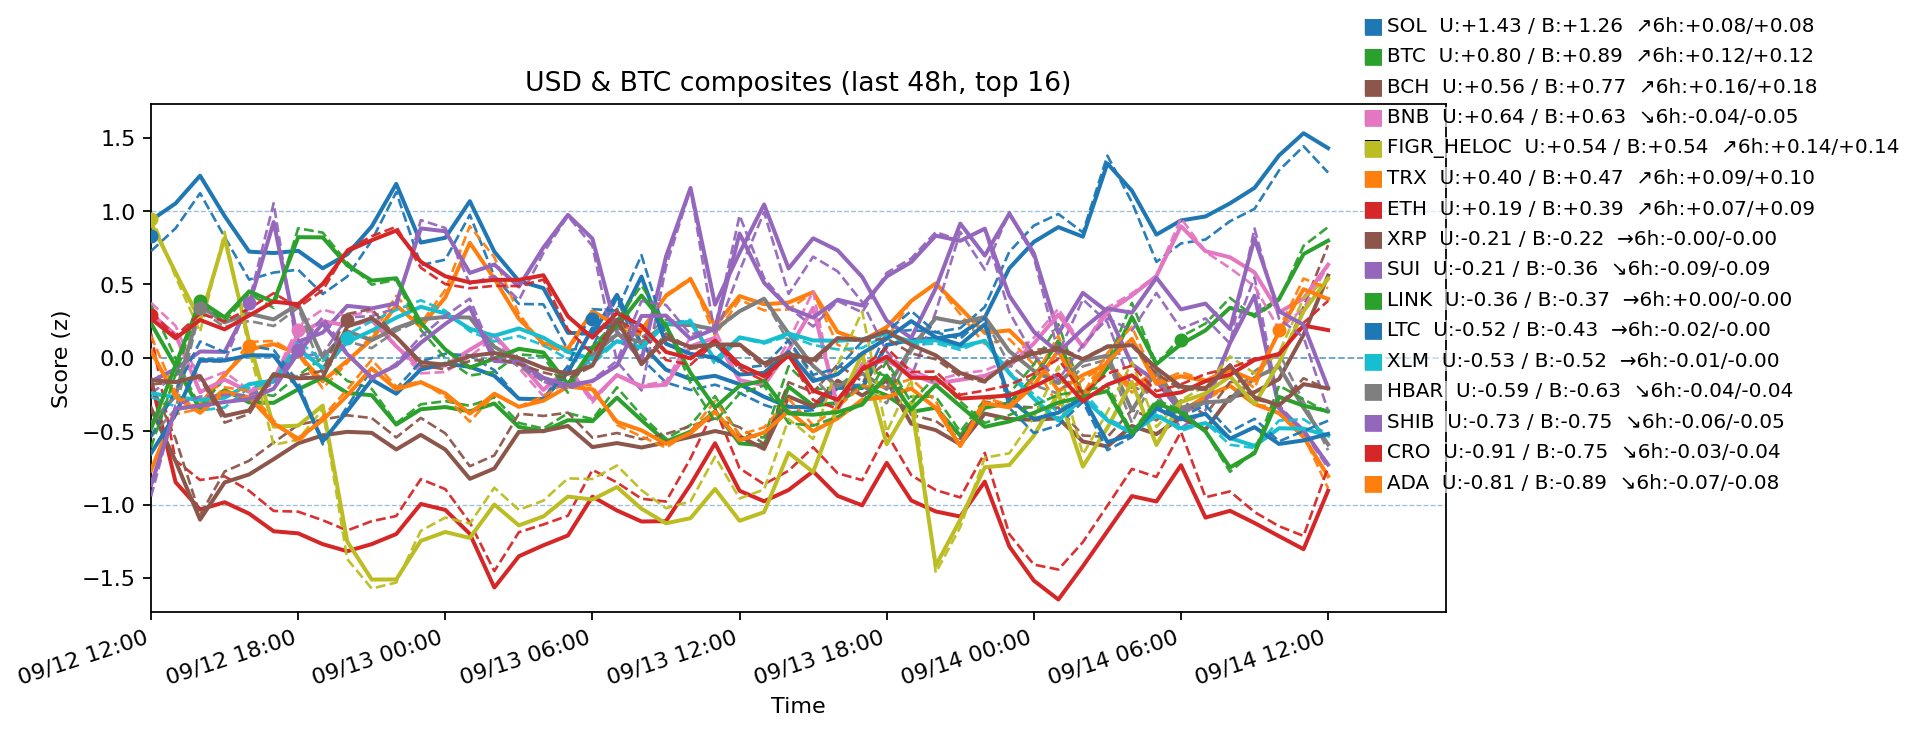 USD & BTC composites (last 48h, top 16)
SOL  U:+1.43 / B:+1.26  ↗6h:+0.08/+0.08
BTC  U:+0.80 / B:+0.89  ↗6h:+0.12/+0.12
BCH  U:+0.56 / B:+0.77  ↗6h:+0.16/+0.18
BNB  U:+0.64 / B:+0.63  ↘6h:-0.04/-0.05
FIGR_HELOC  U:+0.54 / B:+0.54  ↗6h:+0.14/+0.14
TRX  U:+0.40 / B:+0.47  ↗6h:+0.09/+0.10
ETH  U:+0.19 / B:+0.39  ↗6h:+0.07/+0.09
XRP  U:-0.21 / B:-0.22  →6h:-0.00/-0.00
SUI  U:-0.21 / B:-0.36  ↘6h:-0.09/-0.09
LINK  U:-0.36 / B:-0.37  →6h:+0.00/-0.00
LTC  U:-0.52 / B:-0.43  →6h:-0.02/-0.00
XLM  U:-0.53 / B:-0.52  →6h:-0.01/-0.00
HBAR  U:-0.59 / B:-0.63  ↘6h:-0.04/-0.04
SHIB  U:-0.73 / B:-0.75  ↘6h:-0.06/-0.05
CRO  U:-0.91 / B:-0.75  ↘6h:-0.03/-0.04
ADA  U:-0.81 / B:-0.89  ↘6h:-0.07/-0.08
Score (z)
1.5
1.0
0.5
0.0
−0.5
−1.0
−1.5
09/12 12:00
09/12 18:00
09/13 00:00
09/13 06:00
09/13 12:00
09/13 18:00
09/14 00:00
09/14 06:00
09/14 12:00
Time